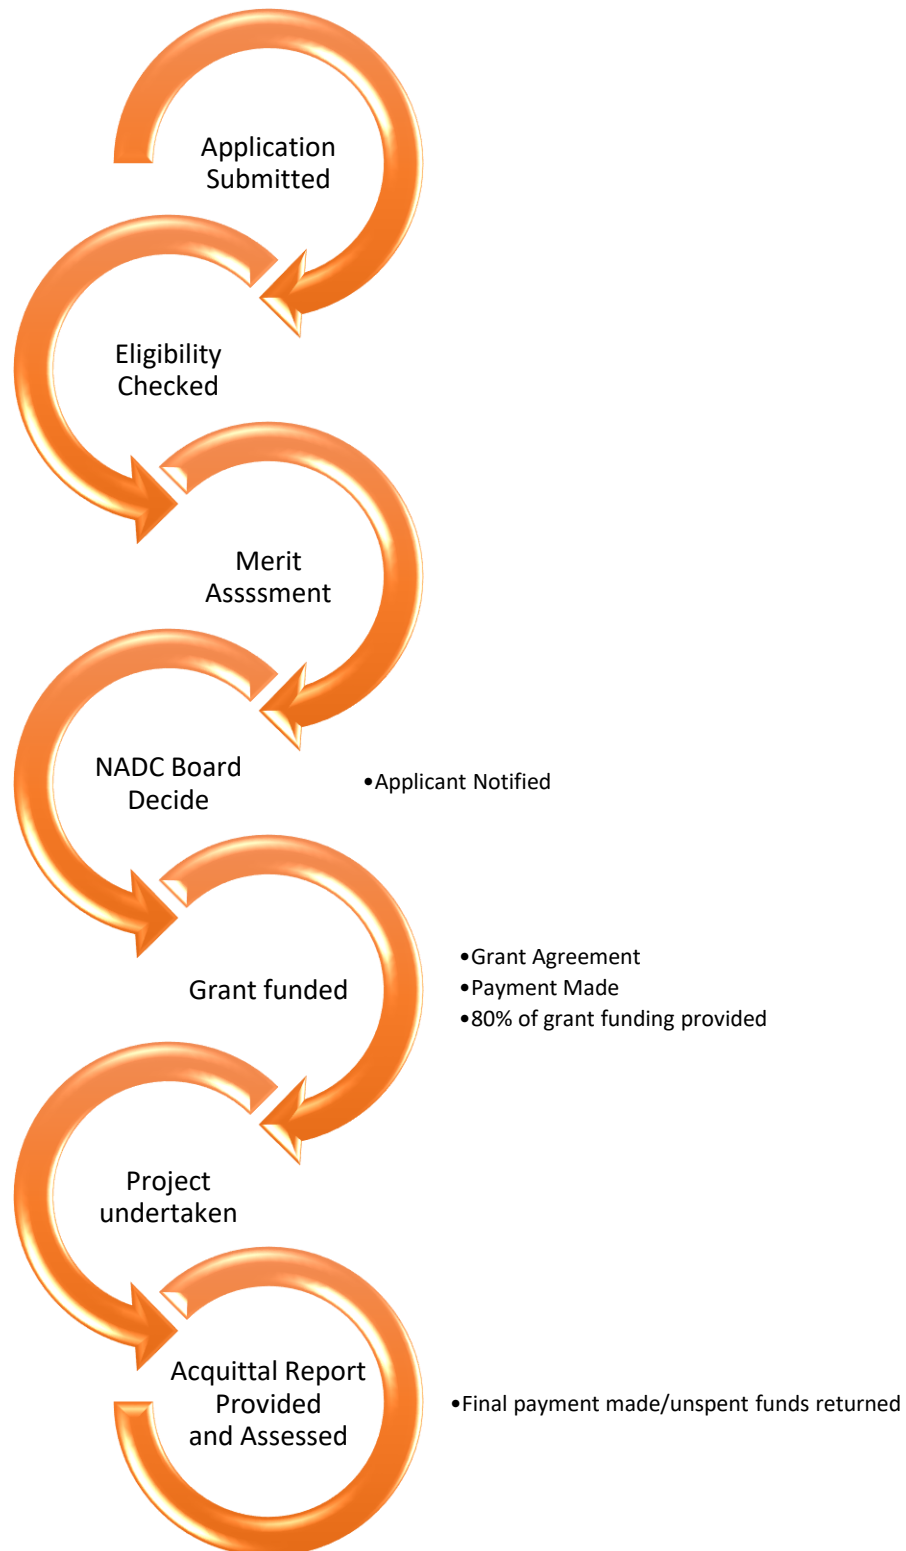 Application
Submitted
Eligibility
Checked
Merit
Asssssment
NADC Board
Decide
•Applicant Notified
Grant funded
•Grant Agreement
•Payment Made
•80% of grant funding provided
Project
undertaken
Acquittal Report
Provided
and Assessed
•Final payment made/unspent funds returned